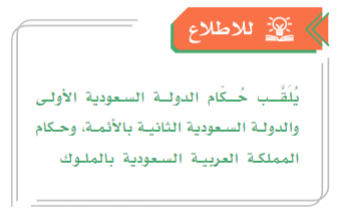 للاطلاع
يُلَقَّب حُكّام الدولة السعودية الأولى
والدولة السعودية الثانية بالأئمة، وحكام
المملكة العربية السعودية بالملوك